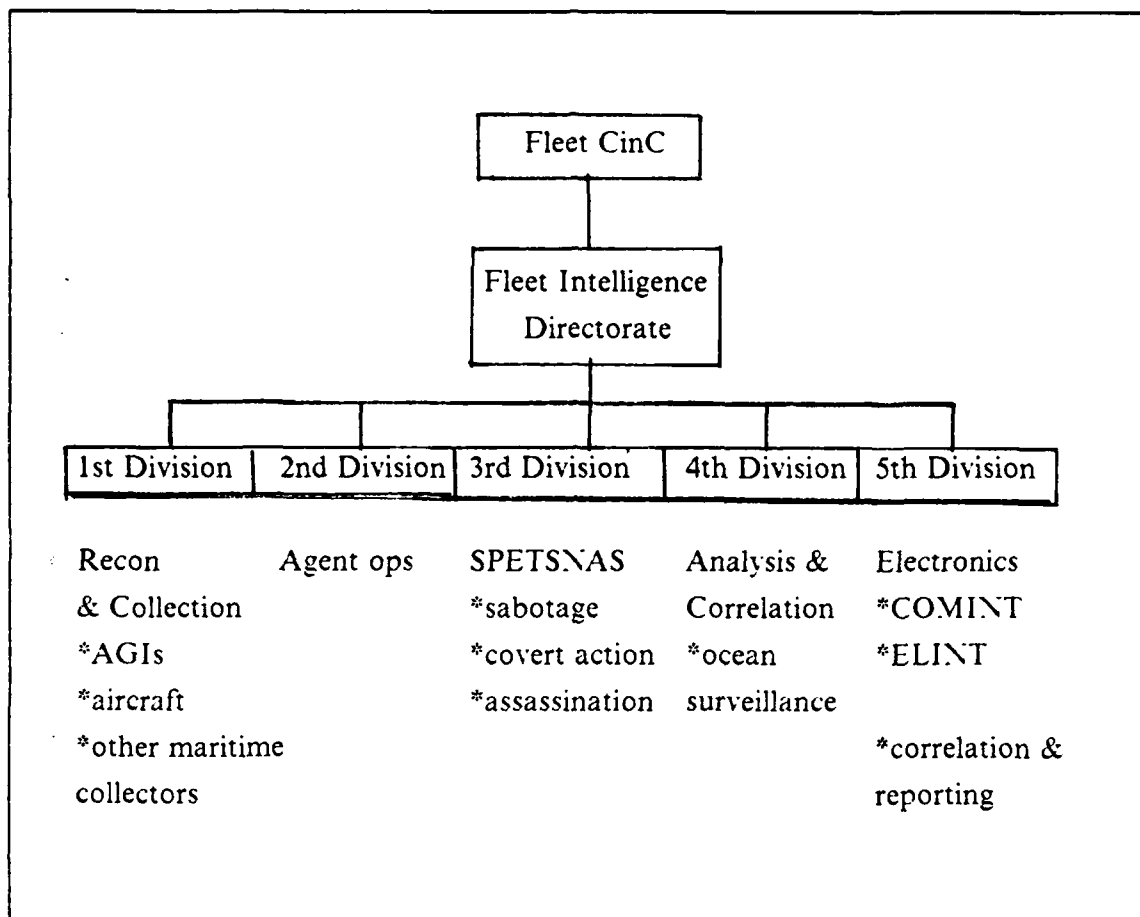 Fleet CinC
Fleet Intelligence
Directorate
1st Division
2nd Division
3rd Division
4th Division
5th Division
Recon
& Collection
*AGIs
*aircraft
*other maritime
collectors
Agent ops
SPETSNAS
*sabotage
*covert action
*assassination
Analysis &
Correlation
*ocean
surveillance
Electronics
*COMINT
*ELINT
*correlation &
reporting